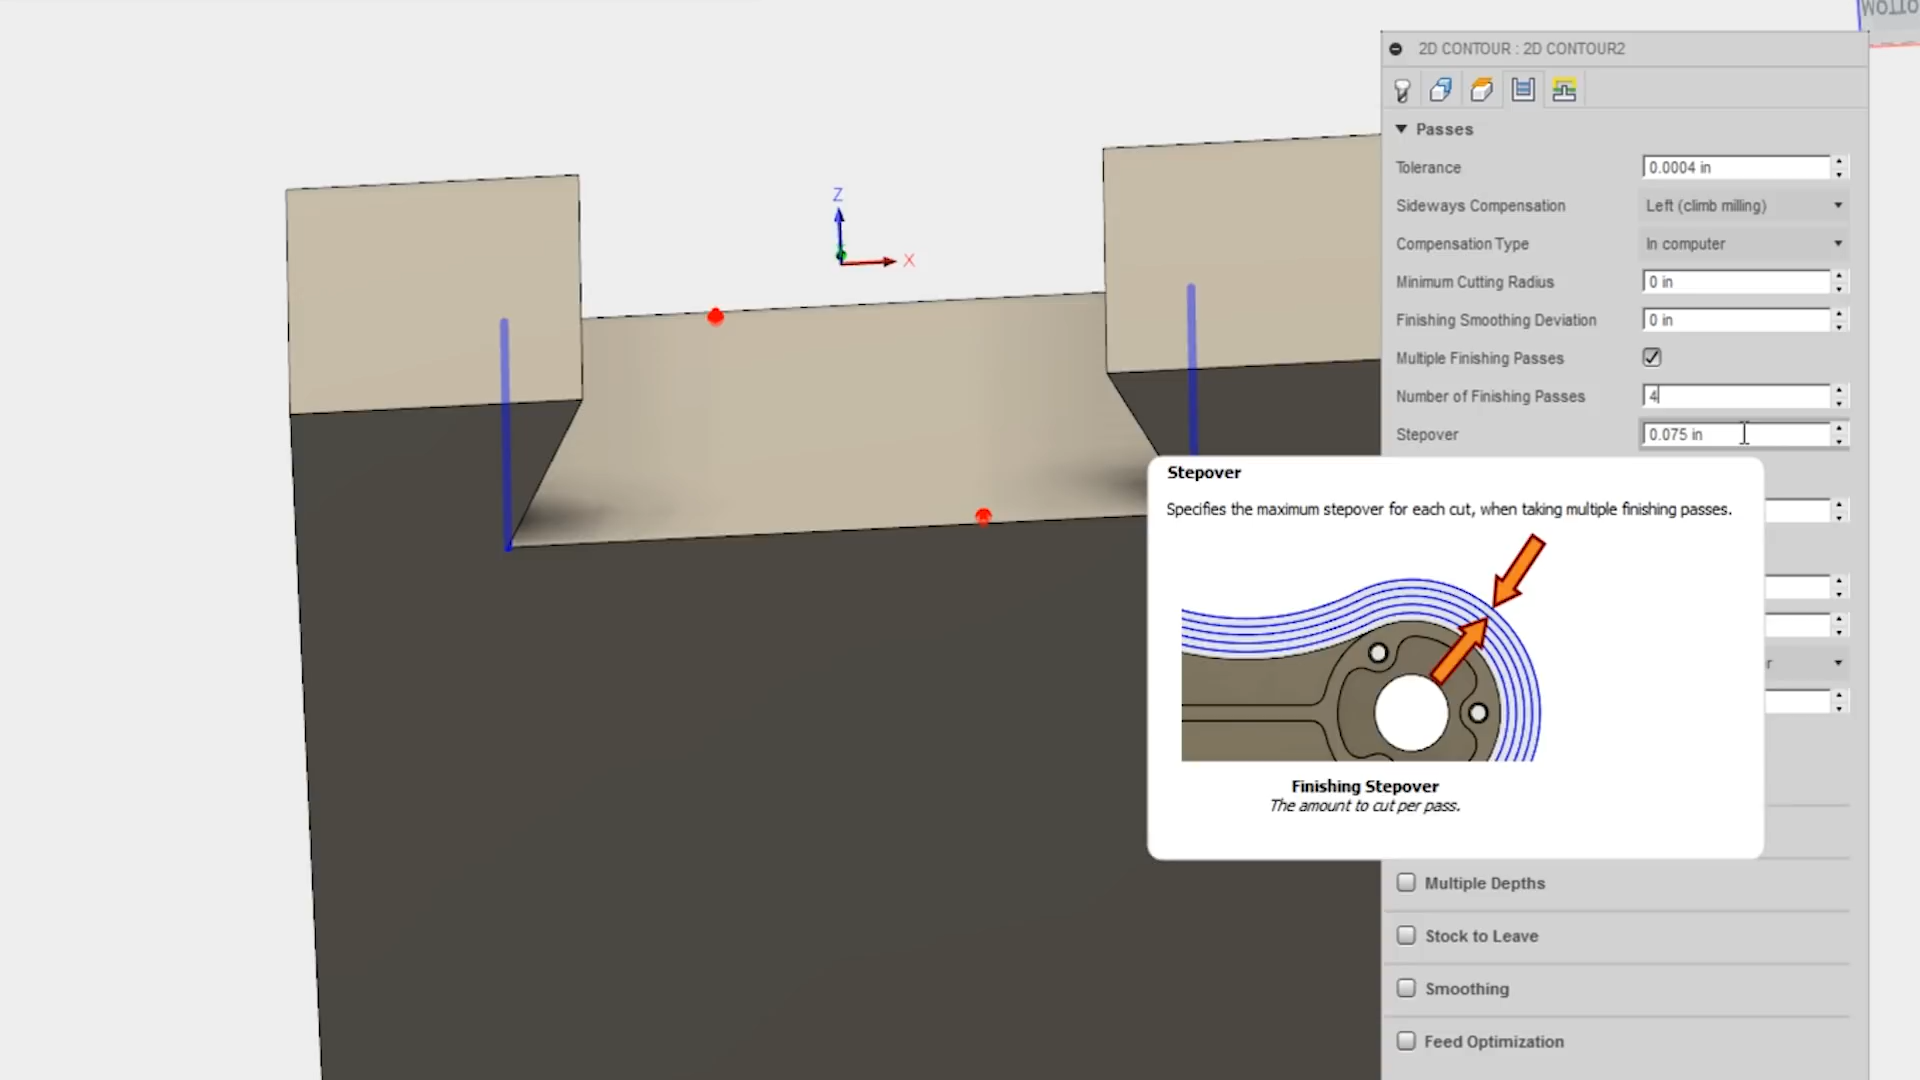 BOTTOM
2D CONTOUR : 2D CONTOUR2
Passes
Tolerance 0.0004 in
Sideways Compensation Left (climb milling)
Compensation Type In computer
Minimum Cutting Radius 0 in
Finishing Smoothing Deviation 0 in
Multiple Finishing Passes
Number of Finishing Passes 4
Stepover 0.075 in
Z
X
Stepover
Specifies the maximum stepover for each cut, when taking multiple finishing passes.
Finishing Stepover
The amount to cut per pass.
Multiple Depths
Stock to Leave
Smoothing
Feed Optimization